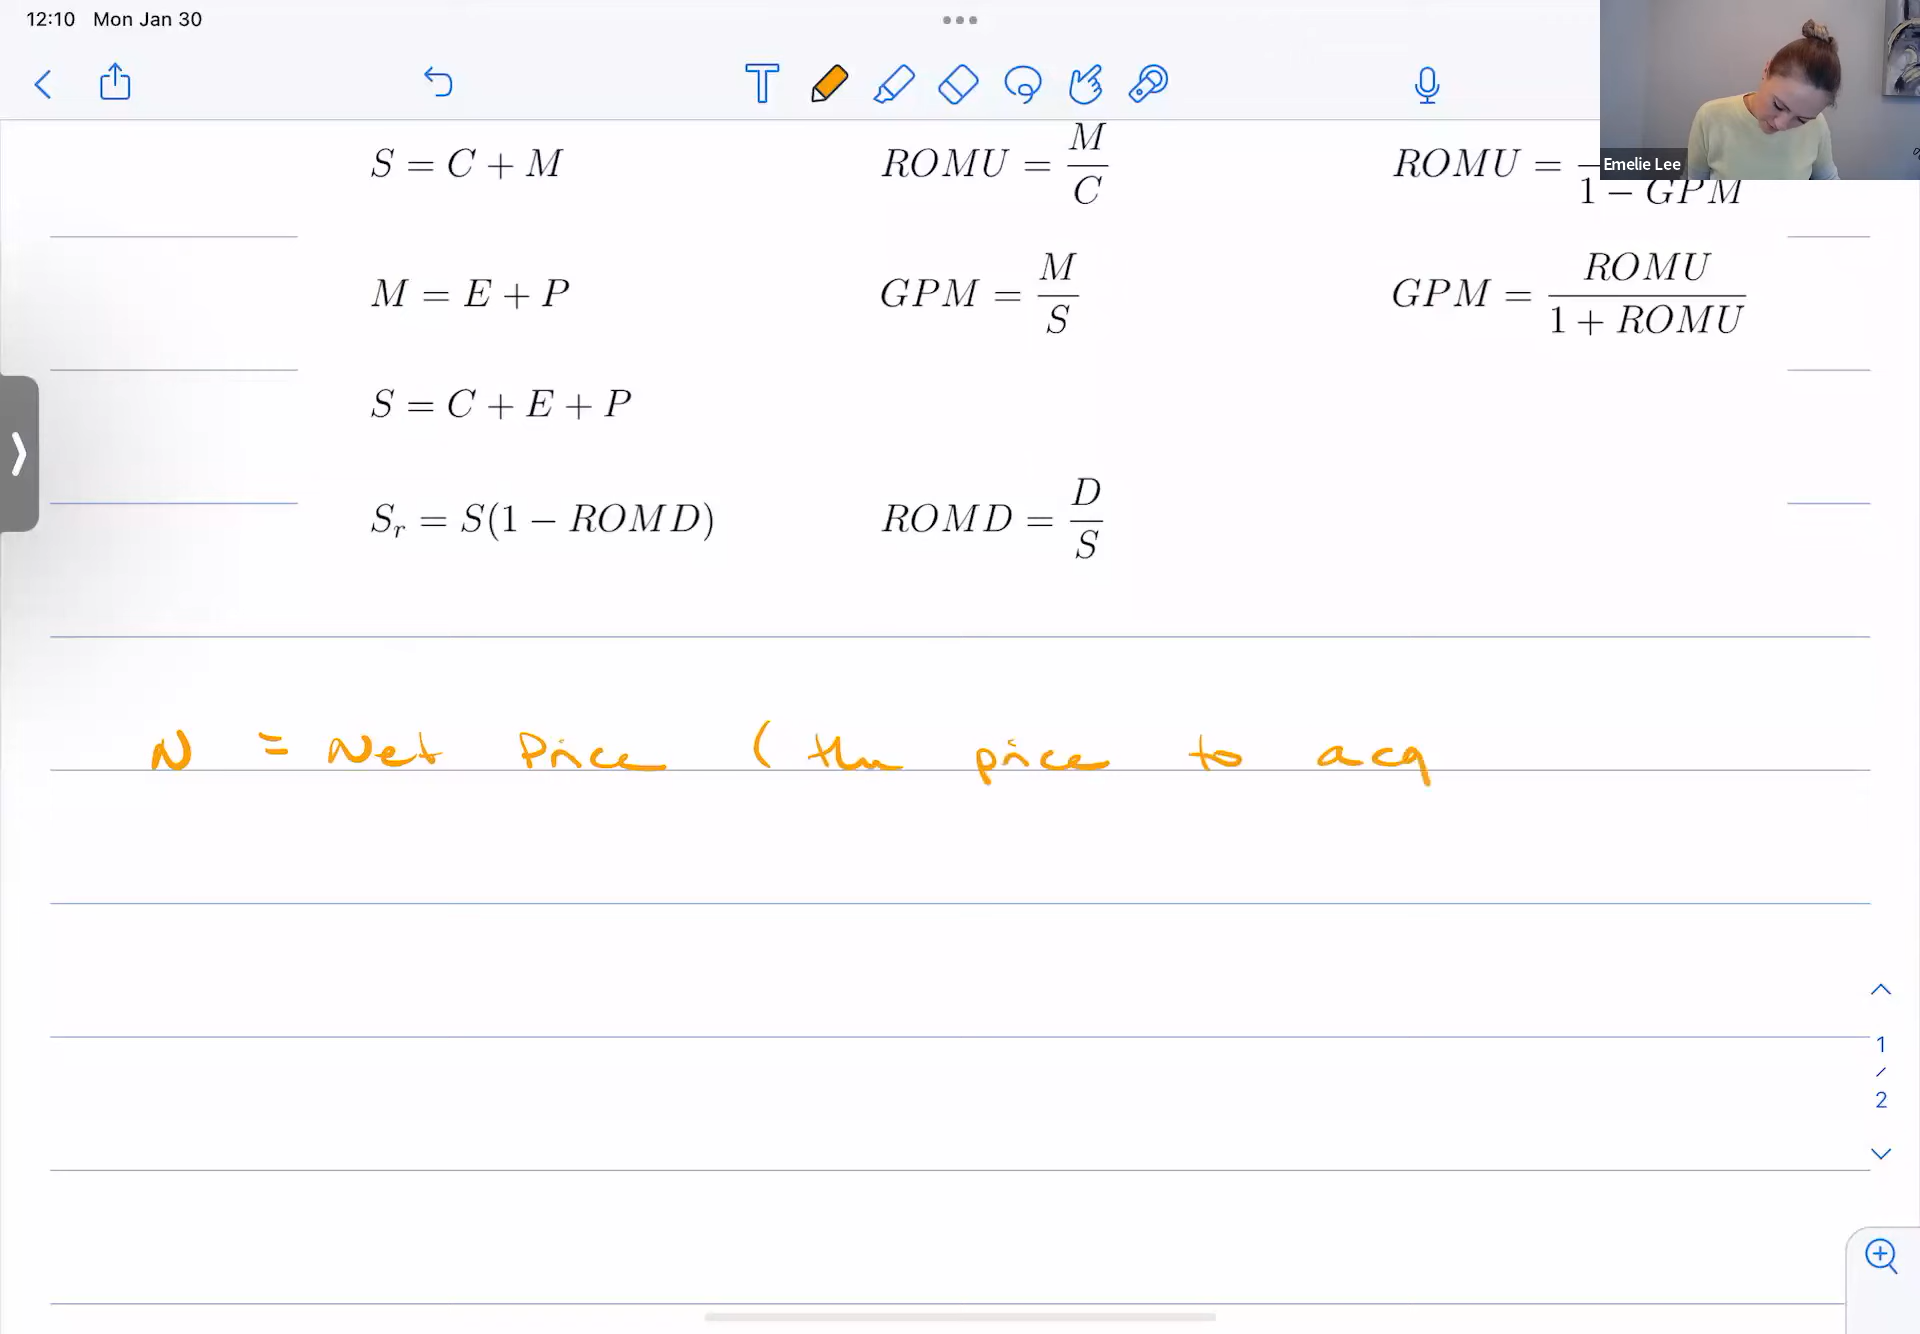 12:10 Mon Jan 30
Emelie Lee
S = C + M
ROMU = M/C
ROMU = 1 − GPM
M = E + P
GPM = M/S
GPM = ROMU/(1 + ROMU)
S = C + E + P
S_r = S(1 − ROMD)
ROMD = D/S
N = Net Price ( the price to acq
1
/
2